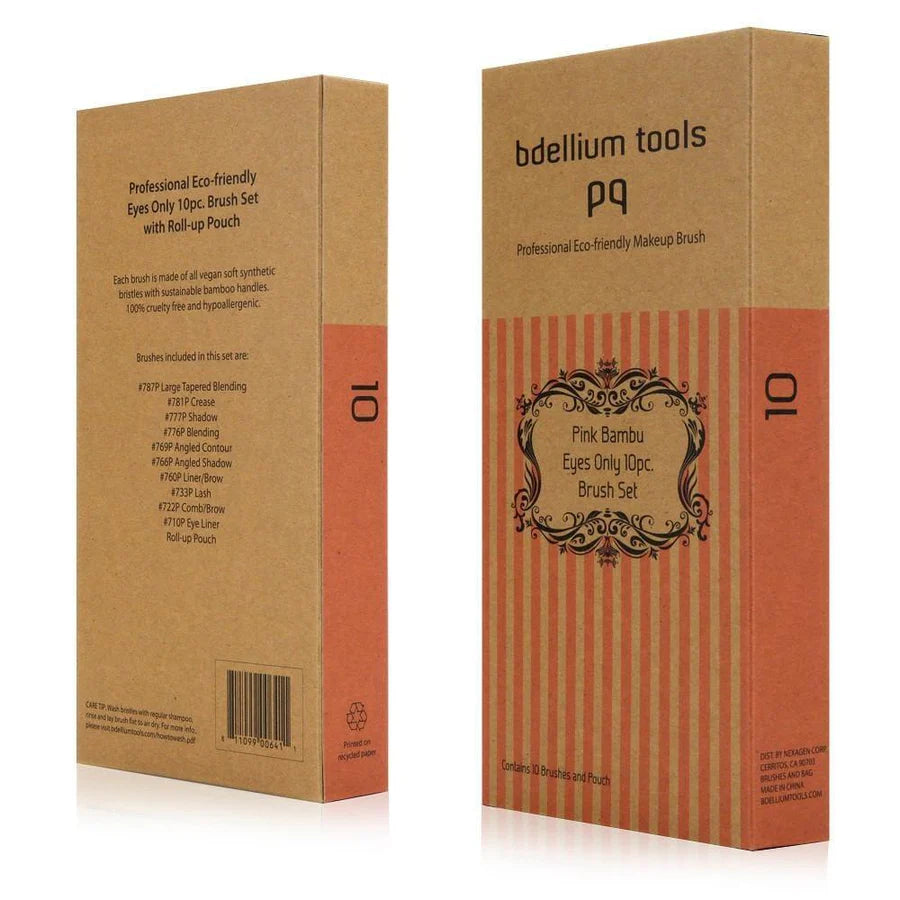 Professional Eco-friendly
Eyes Only 10pc. Brush Set
with Roll-up Pouch
Each brush is made of all vegan soft synthetic
bristles with sustainable bamboo handles.
100% cruelty free and hypoallergenic.
Brushes included in this set are:
#787P Large Tapered Blending
#781P Crease
#777P Shadow
#776P Blending
#769P Angled Contour
#766P Angled Shadow
#760P Liner/Brow
#733P Lash
#722P Comb/Brow
#710P Eye Liner
Roll-up Pouch
CARE TIP: Wash bristles with regular shampoo,
rinse and lay brush flat to air dry. For more info,
please visit bdelliumtools.com/howtowash.pdf
8 11099 00641 1
10
Printed on
recycled paper
bdellium tools
pq
Professional Eco-friendly Makeup Brush
Pink Bambu
Eyes Only 10pc.
Brush Set
Contains 10 Brushes and Pouch
10
DIST. BY NEXAGEN CORP
CERRITOS, CA 90703
BRUSHES AND BAG
MADE IN CHINA
BDELLIUMTOOLS.COM